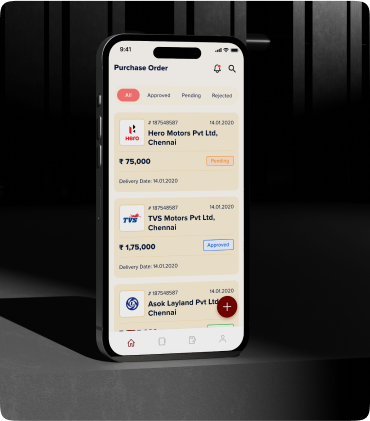 9:41
Purchase Order
All Approved Pending Rejected
# 187548587 14.01.2020
Hero Motors Pvt Ltd,
Chennai
Hero
₹ 75,000 Pending
Delivery Date: 14.01.2020
# 187548587 14.01.2020
TVS Motors Pvt Ltd,
Chennai
TVS
₹ 1,75,000 Approved
Delivery Date: 14.01.2020
# 187548587 14.01.2020
Asok Layland Pvt Ltd
Chennai